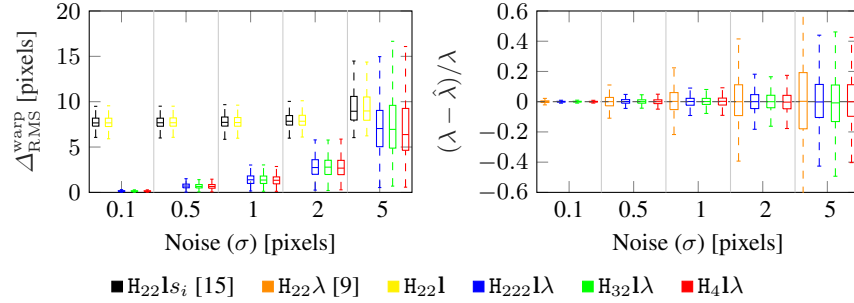 20
15
10
5
0
Δ^warp_RMS [pixels]
0.1 0.5 1 2 5
Noise (σ) [pixels]
0.6
0.4
0.2
0
−0.2
−0.4
−0.6
(λ − λ̂)/λ
0.1 0.5 1 2 5
Noise (σ) [pixels]
H₂₂ls_i [15] H₂₂λ [9] H₂₂l H₂₂₂lλ H₃₂lλ H₄lλ